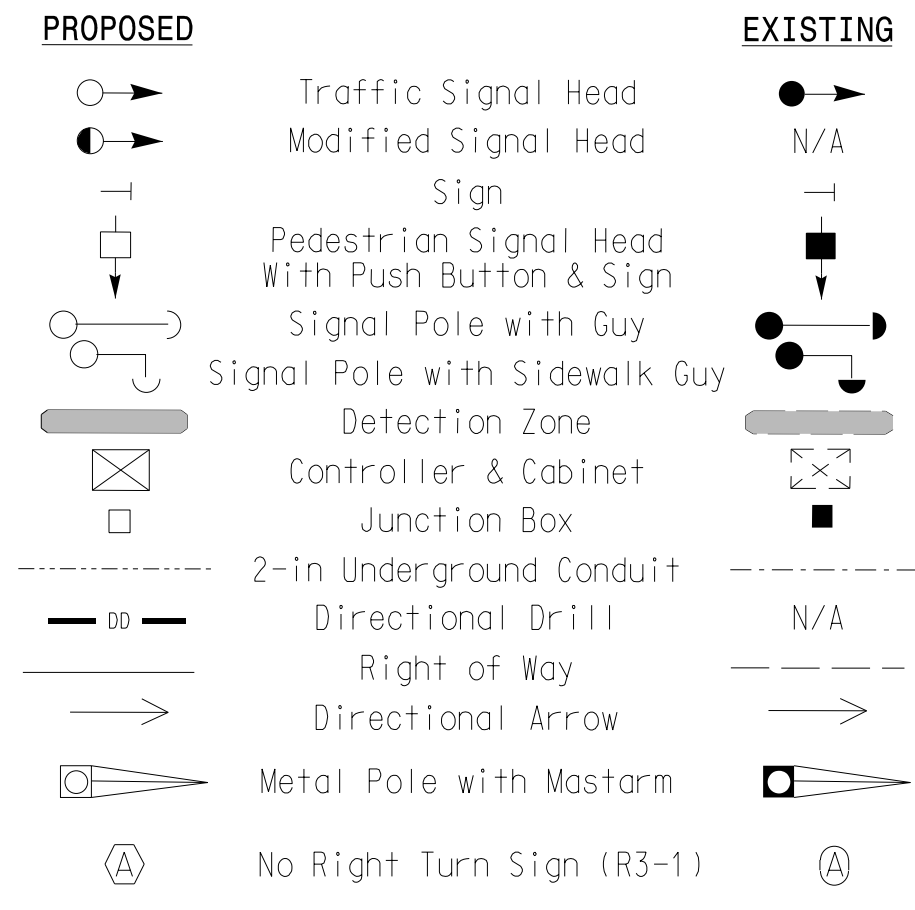 PROPOSED EXISTING
Traffic Signal Head
Modified Signal Head N/A
Sign
Pedestrian Signal Head
With Push Button & Sign
Signal Pole with Guy
Signal Pole with Sidewalk Guy
Detection Zone
Controller & Cabinet
Junction Box
2-in Underground Conduit
DD Directional Drill N/A
Right of Way
Directional Arrow
Metal Pole with Mastarm
A No Right Turn Sign (R3-1) A